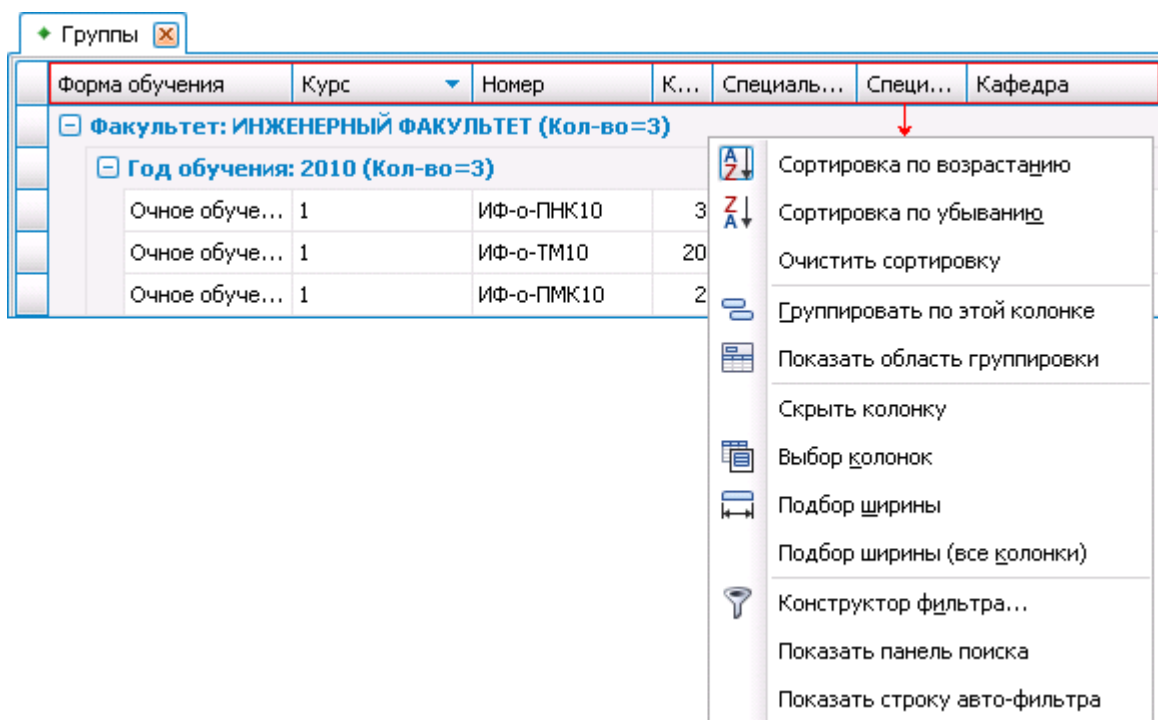 Группы
Форма обучения Курс Номер К... Специаль... Специ... Кафедра
Факультет: ИНЖЕНЕРНЫЙ ФАКУЛЬТЕТ (Кол-во=3)
Год обучения: 2010 (Кол-во=3)
Очное обуче... 1 ИФ-о-ПНК10 3
Очное обуче... 1 ИФ-о-ТМ10 20
Очное обуче... 1 ИФ-о-ПМК10 2
Сортировка по возрастанию
Сортировка по убыванию
Очистить сортировку
Группировать по этой колонке
Показать область группировки
Скрыть колонку
Выбор колонок
Подбор ширины
Подбор ширины (все колонки)
Конструктор фильтра...
Показать панель поиска
Показать строку авто-фильтра